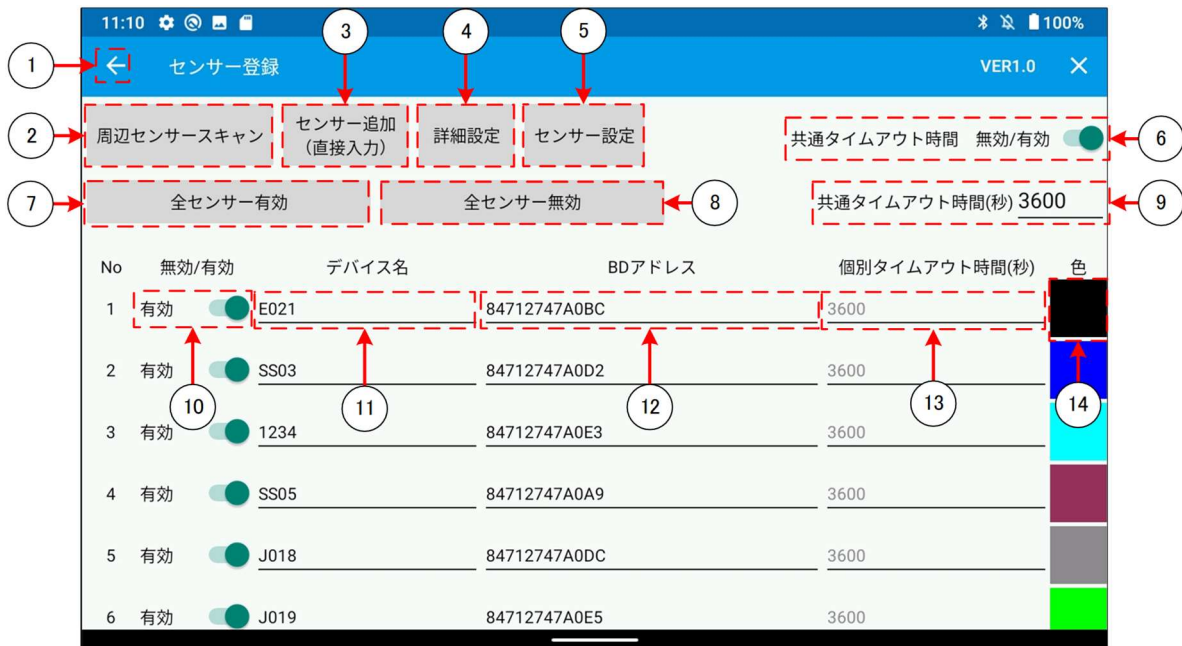 11:10 100%
3 4 5
1 センサー登録 VER1.0
2 周辺センサースキャン センサー追加 詳細設定 センサー設定 共通タイムアウト時間 無効/有効 6
(直接入力)
7 全センサー有効 全センサー無効 8 共通タイムアウト時間(秒) 3600 9
No 無効/有効 デバイス名 BDアドレス 個別タイムアウト時間(秒) 色
1 有効 E021 84712747A0BC 3600
2 有効 SS03 84712747A0D2 3600
10 11 12 13 14
3 有効 1234 84712747A0E3 3600
4 有効 SS05 84712747A0A9 3600
5 有効 J018 84712747A0DC 3600
6 有効 J019 84712747A0E5 3600